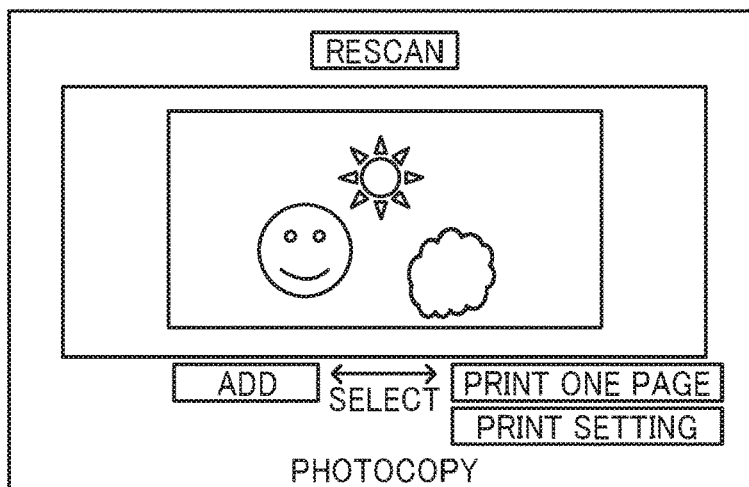 RESCAN
ADD
SELECT
PRINT ONE PAGE
PRINT SETTING
PHOTOCOPY